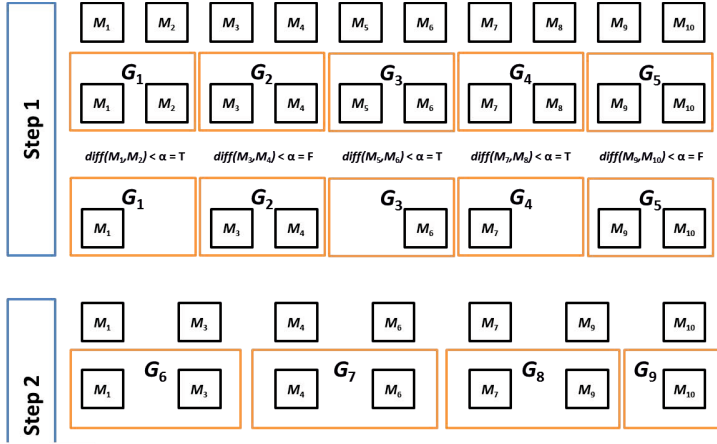 Step 1
M1 M2 M3 M4 M5 M6 M7 M8 M9 M10
G1 G2 G3 G4 G5
M1 M2 M3 M4 M5 M6 M7 M8 M9 M10
diff(M1,M2) < α = T diff(M3,M4) < α = F diff(M5,M6) < α = T diff(M7,M8) < α = T diff(M9,M10) < α = F
G1 G2 G3 G4 G5
M1 M3 M4 M6 M7 M9 M10
Step 2
M1 M3 M4 M6 M7 M9 M10
G6 G7 G8 G9
M1 M3 M4 M6 M7 M9 M10